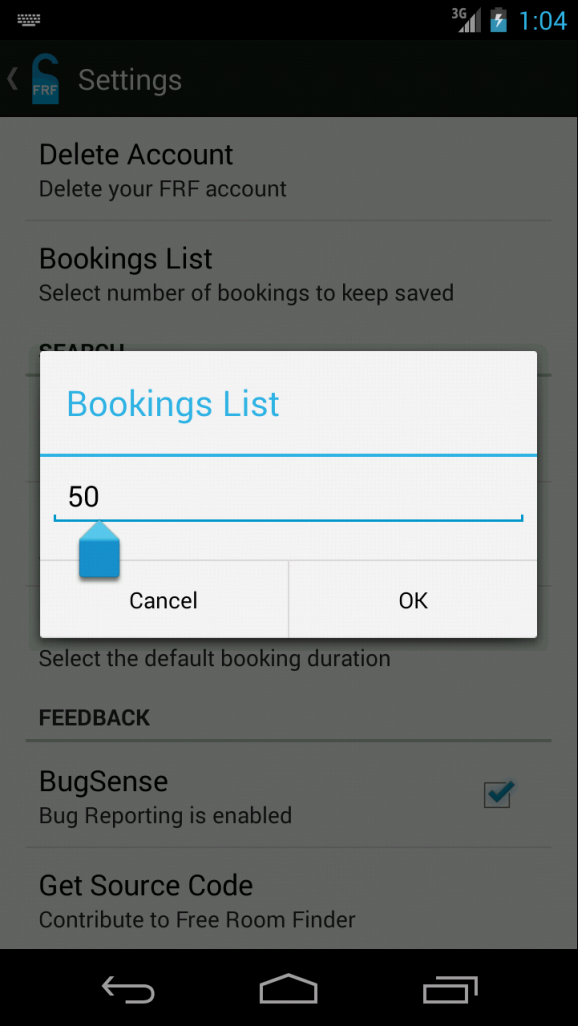 3G 1:04
FRF Settings
Delete Account
Delete your FRF account
Bookings List
Select number of bookings to keep saved
SEARCH
Bookings List
50
Cancel OK
Select the default booking duration
FEEDBACK
BugSense
Bug Reporting is enabled
Get Source Code
Contribute to Free Room Finder